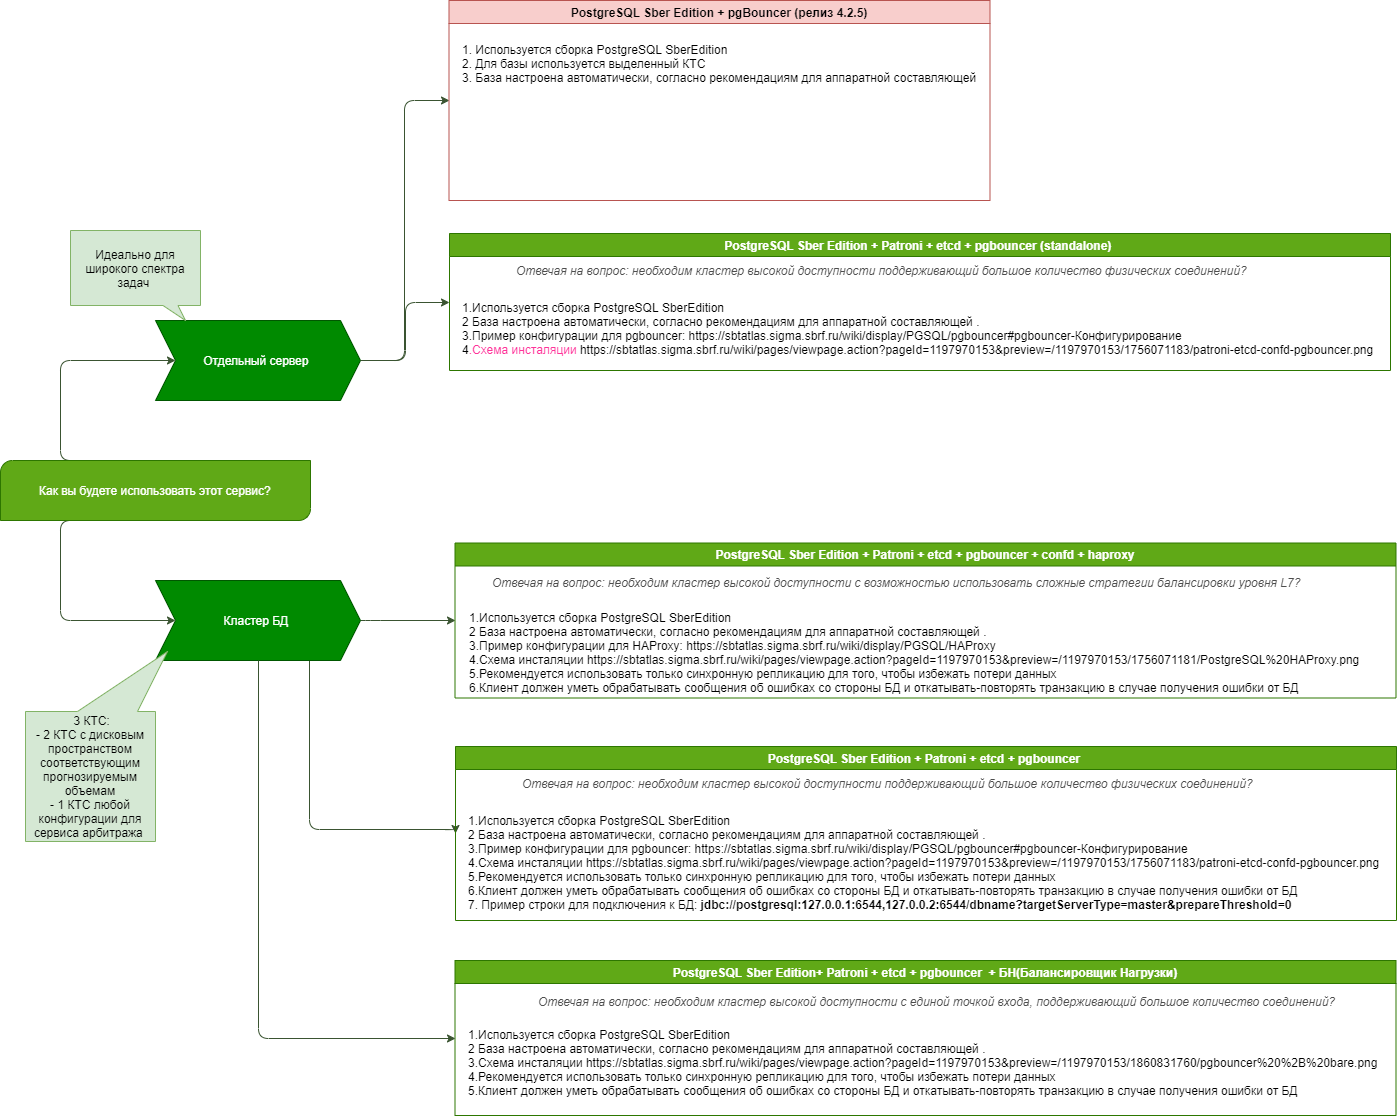 PostgreSQL Sber Edition + pgBouncer (релиз 4.2.5)
1. Используется сборка PostgreSQL SberEdition
2. Для базы используется выделенный КТС
3. База настроена автоматически, согласно рекомендациям для аппаратной составляющей
Идеально для
широкого спектра
задач
Отдельный сервер
PostgreSQL Sber Edition + Patroni + etcd + pgbouncer (standalone)
Отвечая на вопрос: необходим кластер высокой доступности поддерживающий большое количество физических соединений?
1.Используется сборка PostgreSQL SberEdition
2 База настроена автоматически, согласно рекомендациям для аппаратной составляющей .
3.Пример конфигурации для pgbouncer: https://sbtatlas.sigma.sbrf.ru/wiki/display/PGSQL/pgbouncer#pgbouncer-Конфигурирование
4.Схема инсталяции https://sbtatlas.sigma.sbrf.ru/wiki/pages/viewpage.action?pageId=1197970153&preview=/1197970153/1756071183/patroni-etcd-confd-pgbouncer.png
Как вы будете использовать этот сервис?
Кластер БД
3 КТС:
- 2 КТС с дисковым
пространством
соответствующим
прогнозируемым
объемам
- 1 КТС любой
конфигурации для
сервиса арбитража
PostgreSQL Sber Edition + Patroni + etcd + pgbouncer + confd + haproxy
Отвечая на вопрос: необходим кластер высокой доступности с возможностью использовать сложные стратегии балансировки уровня L7?
1.Используется сборка PostgreSQL SberEdition
2 База настроена автоматически, согласно рекомендациям для аппаратной составляющей .
3.Пример конфигурации для HAProxy: https://sbtatlas.sigma.sbrf.ru/wiki/display/PGSQL/HAProxy
4.Схема инсталяции https://sbtatlas.sigma.sbrf.ru/wiki/pages/viewpage.action?pageId=1197970153&preview=/1197970153/1756071181/PostgreSQL%20HAProxy.png
5.Рекомендуется использовать только синхронную репликацию для того, чтобы избежать потери данных
6.Клиент должен уметь обрабатывать сообщения об ошибках со стороны БД и откатывать-повторять транзакцию в случае получения ошибки от БД
PostgreSQL Sber Edition + Patroni + etcd + pgbouncer
Отвечая на вопрос: необходим кластер высокой доступности поддерживающий большое количество физических соединений?
1.Используется сборка PostgreSQL SberEdition
2 База настроена автоматически, согласно рекомендациям для аппаратной составляющей .
3.Пример конфигурации для pgbouncer: https://sbtatlas.sigma.sbrf.ru/wiki/display/PGSQL/pgbouncer#pgbouncer-Конфигурирование
4.Схема инсталяции https://sbtatlas.sigma.sbrf.ru/wiki/pages/viewpage.action?pageId=1197970153&preview=/1197970153/1756071183/patroni-etcd-confd-pgbouncer.png
5.Рекомендуется использовать только синхронную репликацию для того, чтобы избежать потери данных
6.Клиент должен уметь обрабатывать сообщения об ошибках со стороны БД и откатывать-повторять транзакцию в случае получения ошибки от БД
7. Пример строки для подключения к БД: jdbc://postgresql:127.0.0.1:6544,127.0.0.2:6544/dbname?targetServerType=master&prepareThreshold=0
PostgreSQL Sber Edition+ Patroni + etcd + pgbouncer + БН(Балансировщик Нагрузки)
Отвечая на вопрос: необходим кластер высокой доступности с единой точкой входа, поддерживающий большое количество соединений?
1.Используется сборка PostgreSQL SberEdition
2 База настроена автоматически, согласно рекомендациям для аппаратной составляющей .
3.Схема инсталяции https://sbtatlas.sigma.sbrf.ru/wiki/pages/viewpage.action?pageId=1197970153&preview=/1197970153/1860831760/pgbouncer%20%2B%20bare.png
4.Рекомендуется использовать только синхронную репликацию для того, чтобы избежать потери данных
5.Клиент должен уметь обрабатывать сообщения об ошибках со стороны БД и откатывать-повторять транзакцию в случае получения ошибки от БД